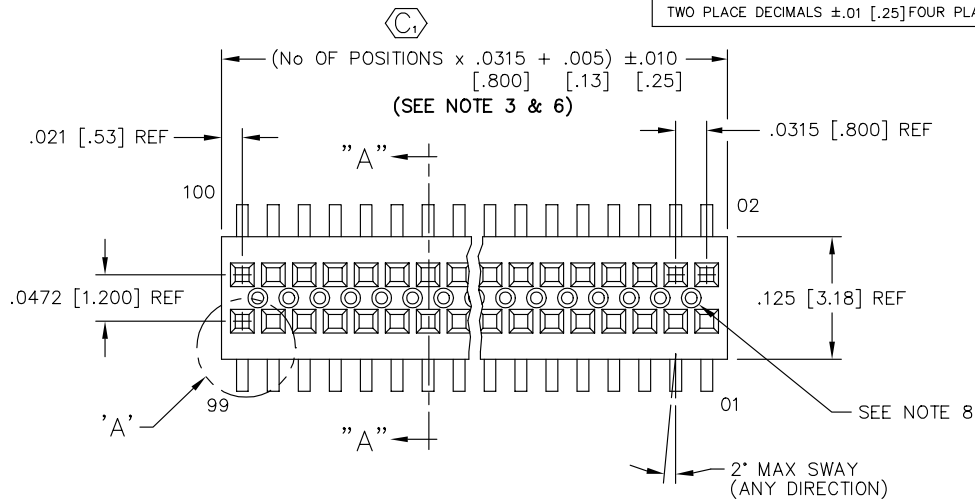 TWO PLACE DECIMALS ±.01 [.25] FOUR PLA
C1
(No OF POSITIONS x .0315 + .005) ±.010
[.800] [.13] [.25]
(SEE NOTE 3 & 6)
.021 [.53] REF
.0315 [.800] REF
"A"
100
02
.0472 [1.200] REF
.125 [3.18] REF
99
01
'A'
SEE NOTE 8
"A"
2° MAX SWAY
(ANY DIRECTION)